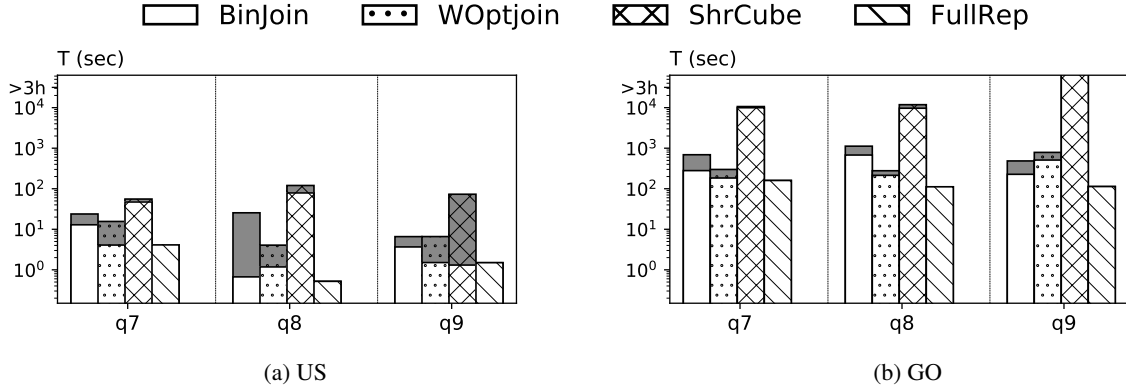 BinJoin WOptjoin ShrCube FullRep
T (sec)
>3h
10^4
10^3
10^2
10^1
10^0
q7 q8 q9
(a) US
T (sec)
>3h
10^4
10^3
10^2
10^1
10^0
q7 q8 q9
(b) GO